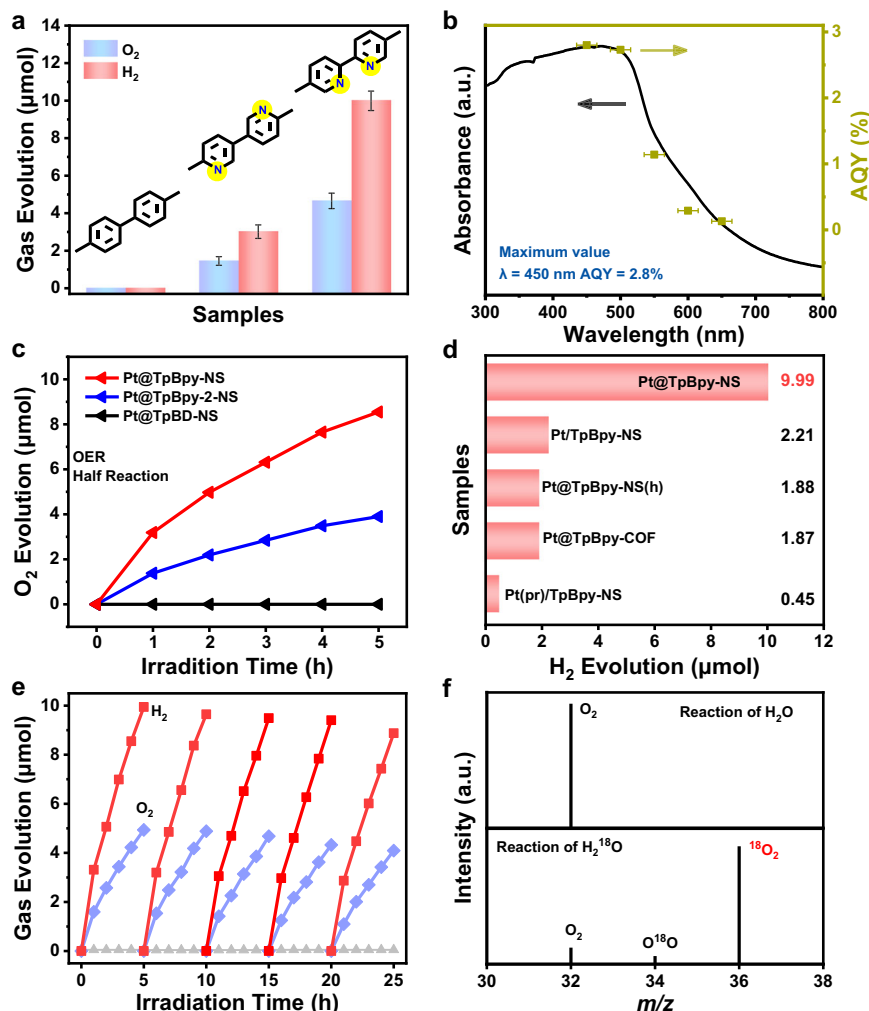 a
Gas Evolution (µmol)
14
12
10
8
6
4
2
0
O₂
H₂
N
N
N
N
Samples
b
Absorbance (a.u.)
3
2
1
0
AQY (%)
Maximum value
λ = 450 nm AQY = 2.8%
300 400 500 600 700 800
Wavelength (nm)
c
O₂ Evolution (µmol)
10
8
6
4
2
0
Pt@TpBpy-NS
Pt@TpBpy-2-NS
Pt@TpBD-NS
OER
Half Reaction
0 1 2 3 4 5
Irradition Time (h)
d
Samples
Pt@TpBpy-NS 9.99
Pt/TpBpy-NS 2.21
Pt@TpBpy-NS(h) 1.88
Pt@TpBpy-COF 1.87
Pt(pr)/TpBpy-NS 0.45
0 2 4 6 8 10 12
H₂ Evolution (µmol)
e
Gas Evolution (µmol)
10
8
6
4
2
0
H₂
O₂
0 5 10 15 20 25
Irradiation Time (h)
f
Intensity (a.u.)
O₂
Reaction of H₂O
Reaction of H₂¹⁸O
¹⁸O₂
O₂
O¹⁸O
30 32 34 36 38
m/z